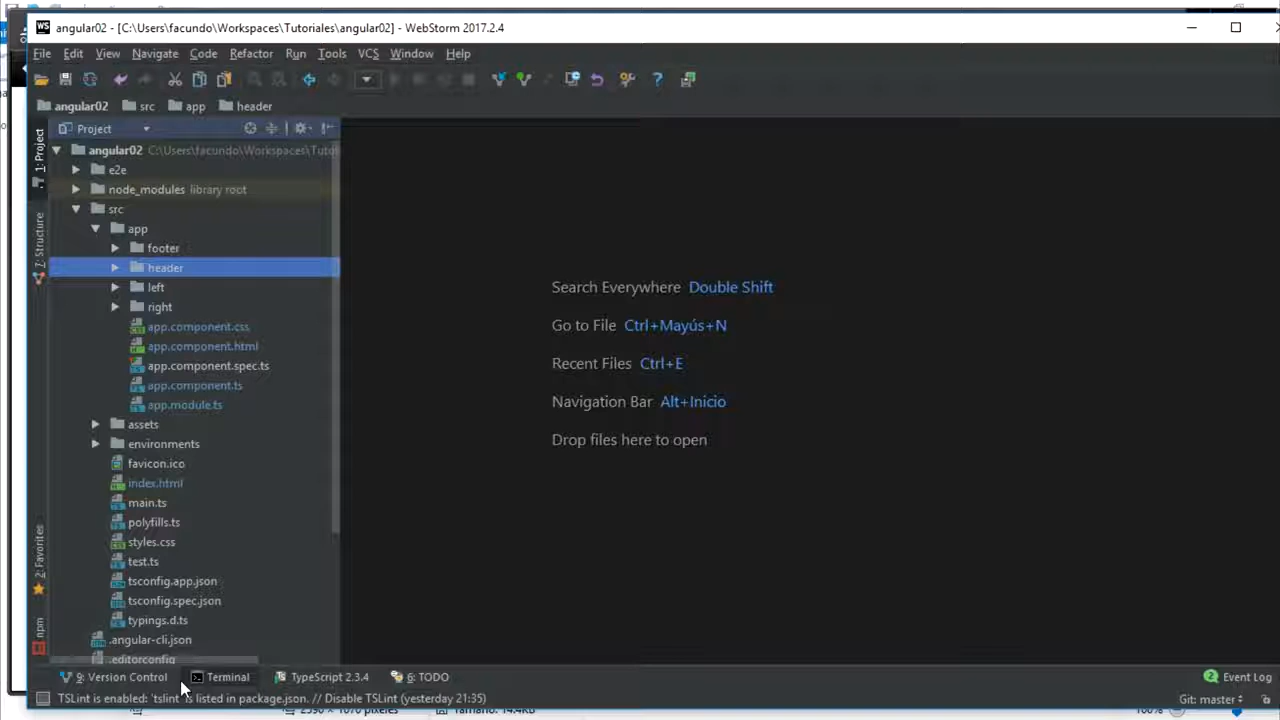 WS angular02 - [C:\Users\facundo\Workspaces\Tutoriales\angular02] - WebStorm 2017.2.4
File Edit View Navigate Code Refactor Run Tools VCS Window Help
angular02 src app header
Project
1: Project
angular02 C:\Users\facundo\Workspaces\Tutor
e2e
node_modules library root
src
7: Structure
app
footer
header
left
right
app.component.css
app.component.html
app.component.spec.ts
app.component.ts
app.module.ts
assets
environments
favicon.ico
index.html
main.ts
polyfills.ts
styles.css
test.ts
tsconfig.app.json
tsconfig.spec.json
typings.d.ts
.angular-cli.json
.editorconfig
2: Favorites
npm
Search Everywhere Double Shift
Go to File Ctrl+Mayús+N
Recent Files Ctrl+E
Navigation Bar Alt+Inicio
Drop files here to open
9: Version Control Terminal TypeScript 2.3.4 6: TODO 2 Event Log
TSLint is enabled: 'tslint' is listed in package.json. // Disable TSLint (yesterday 21:35) Git: master